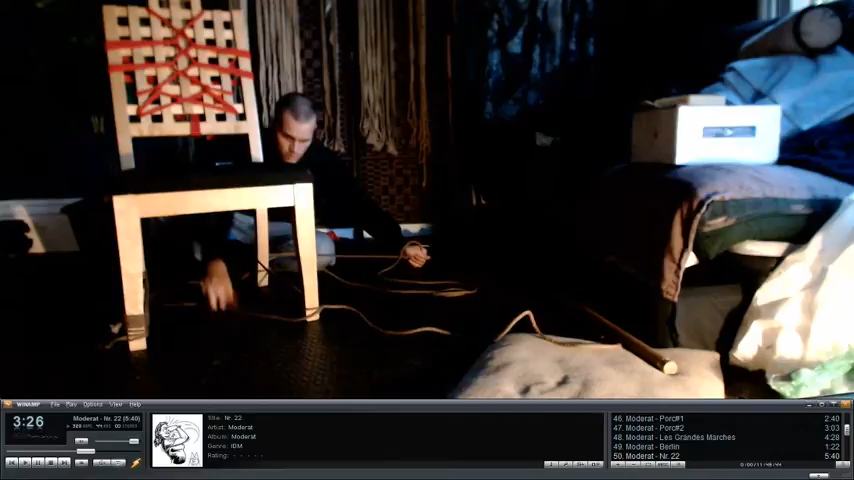 WINAMP File Play Options View Help
3:26
Moderat - Nr. 22 (5:40)
Title: Nr. 22
Artist: Moderat
Album: Moderat
Genre: IDM
Rating:
46. Moderat - Porc#1 2:40
47. Moderat - Porc#2 3:03
48. Moderat - Les Grandes Marches 4:28
49. Moderat - Berlin 1:22
50. Moderat - Nr. 22 5:40